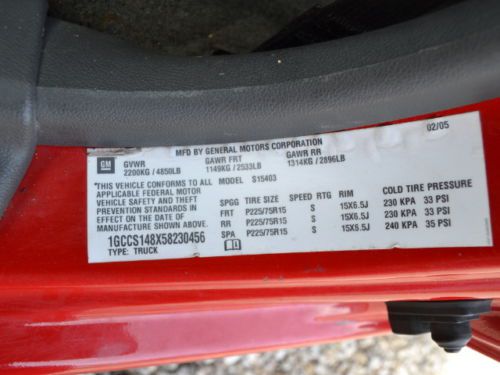 MFD BY GENERAL MOTORS CORPORATION 02/05
GM GVWR GAWR FRT GAWR RR
2200KG / 4850LB 1149KG / 2533LB 1314KG / 2896LB
"THIS VEHICLE CONFORMS TO ALL MODEL S15403
APPLICABLE FEDERAL MOTOR
VEHICLE SAFETY AND THEFT SPGG TIRE SIZE SPEED RTG RIM COLD TIRE PRESSURE
PREVENTION STANDARDS IN FRT P225/75R15 S 15X6.5J 230 KPA 33 PSI
EFFECT ON THE DATE OF RR P225/75R15 S 15X6.5J 230 KPA 33 PSI
MANUFACTURE SHOWN ABOVE. SPA P225/75R15 S 15X6.5J 240 KPA 35 PSI
1GCCS148X58230456
TYPE: TRUCK